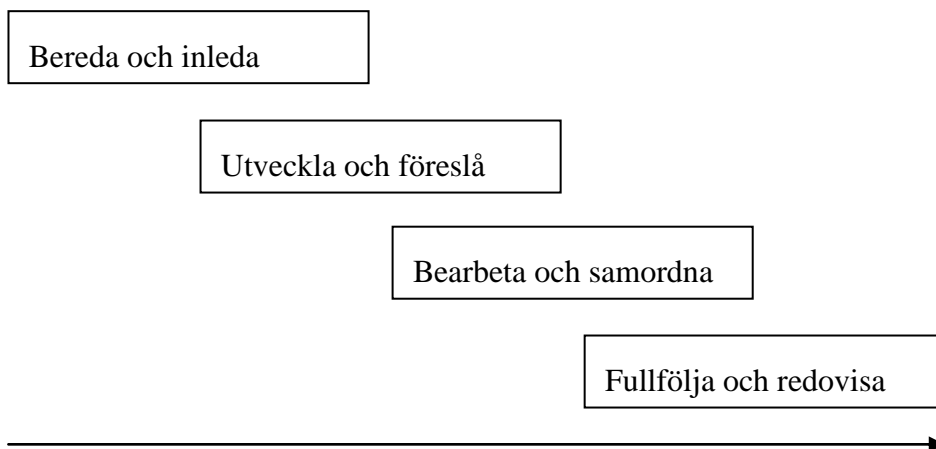 Bereda och inleda
Utveckla och föreslå
Bearbeta och samordna
Fullfölja och redovisa